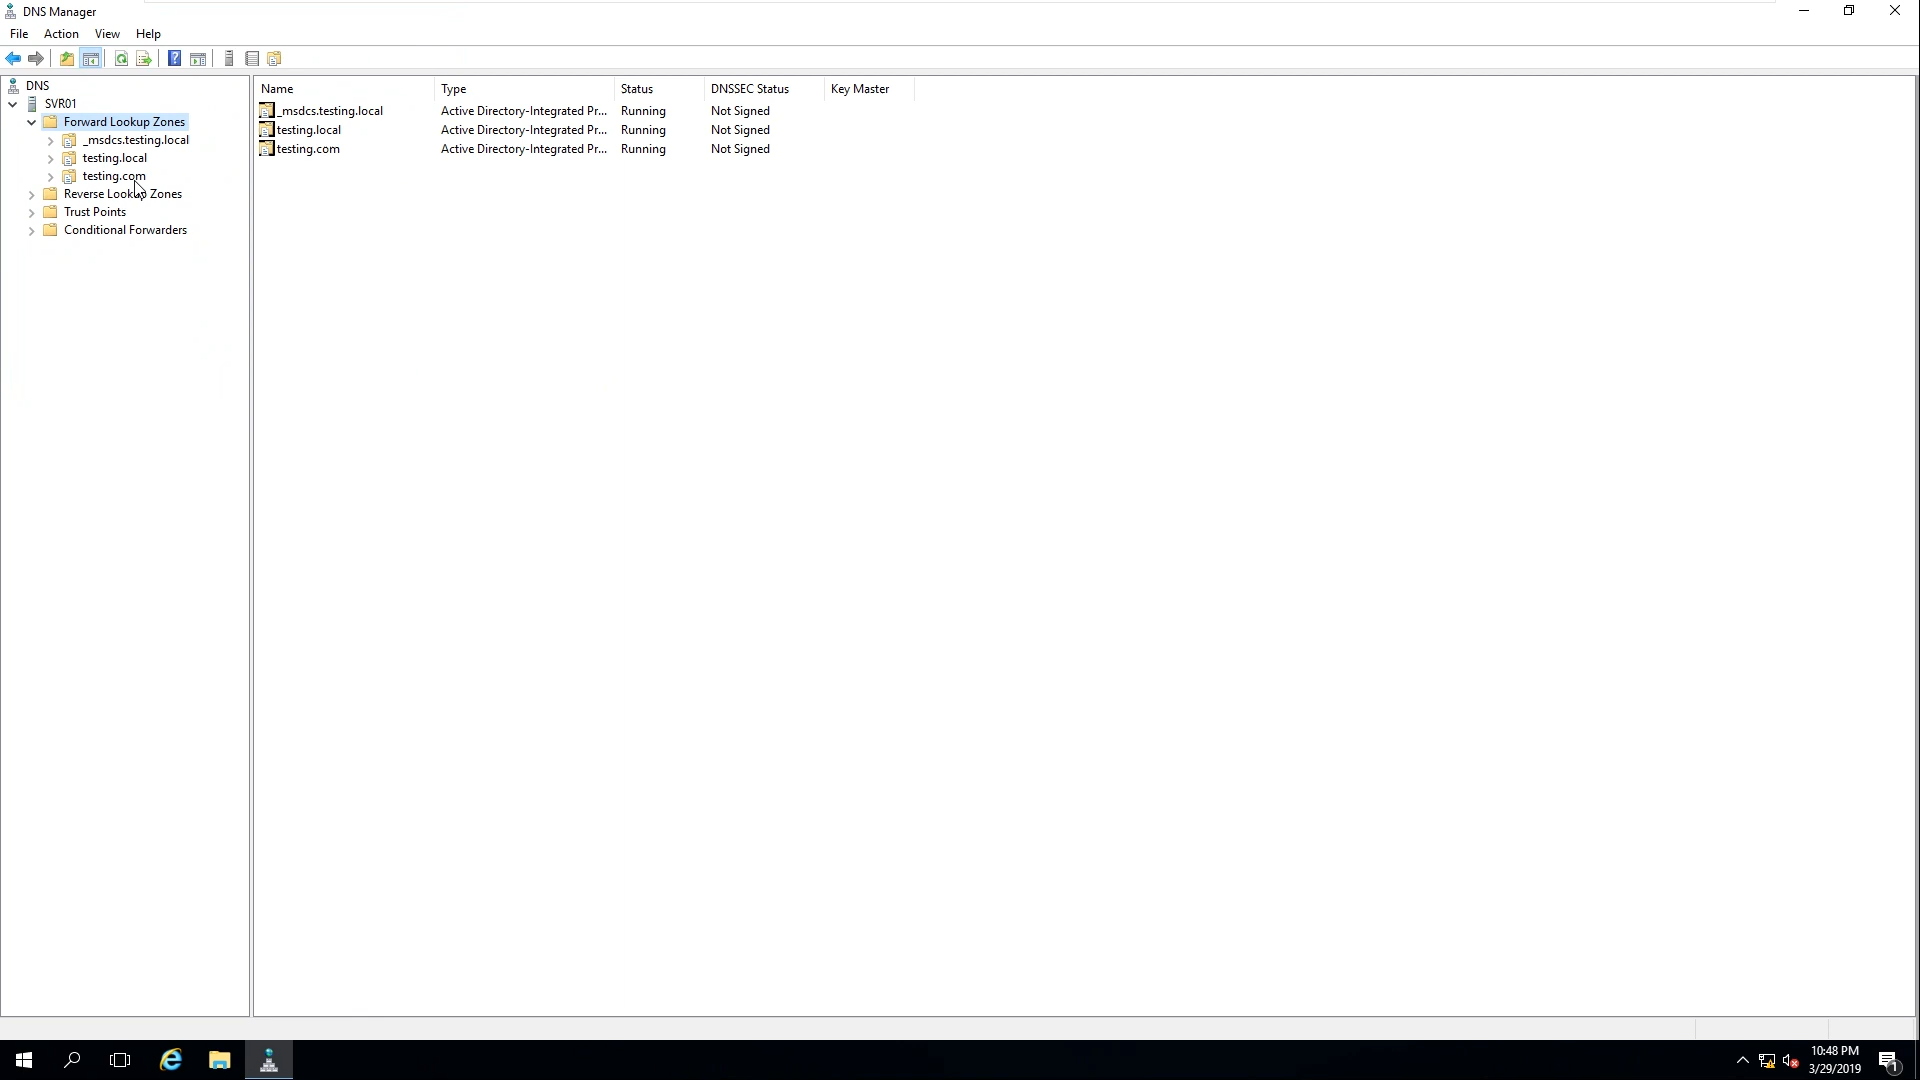 DNS Manager
File Action View Help
DNS
SVR01
Forward Lookup Zones
_msdcs.testing.local
testing.local
testing.com
Reverse Lookup Zones
Trust Points
Conditional Forwarders
Name Type Status DNSSEC Status Key Master
_msdcs.testing.local Active Directory-Integrated Pr... Running Not Signed
testing.local Active Directory-Integrated Pr... Running Not Signed
testing.com Active Directory-Integrated Pr... Running Not Signed
10:48 PM
3/29/2019
1